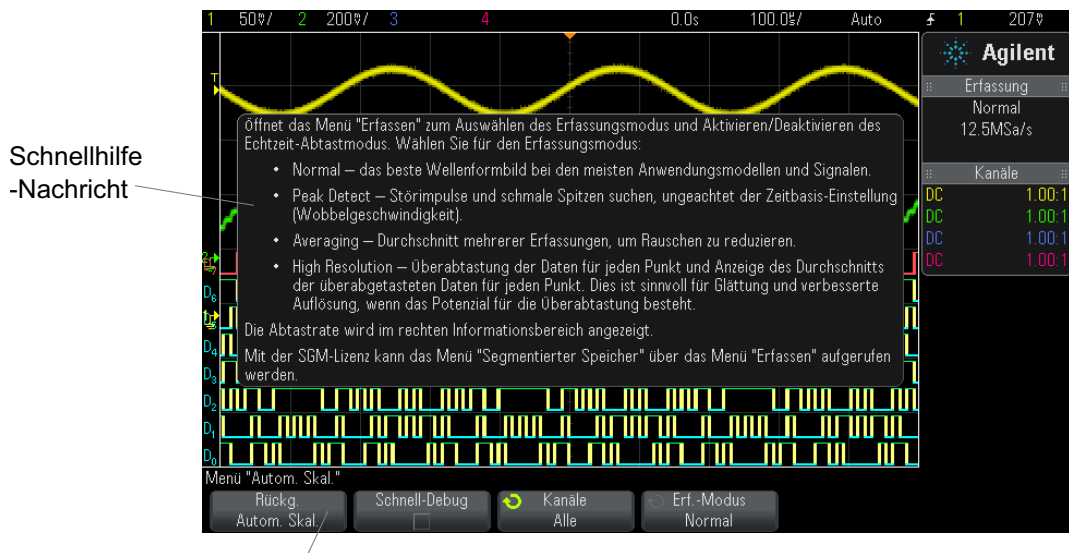 1 50V/ 2 200V/ 3 4 0.0s 100.0s/ Auto 1 207V
Agilent
Erfassung
Normal
12.5MSa/s
Kanäle
DC 1.00:1
DC 1.00:1
DC 1.00:1
DC 1.00:1
Schnellhilfe
-Nachricht
T
Öffnet das Menü "Erfassen" zum Auswählen des Erfassungsmodus und Aktivieren/Deaktivieren des
Echtzeit-Abtastmodus. Wählen Sie für den Erfassungsmodus:
• Normal – das beste Wellenformbild bei den meisten Anwendungsmodellen und Signalen.
• Peak Detect – Störimpulse und schmale Spitzen suchen, ungeachtet der Zeitbasis-Einstellung
(Wobbelgeschwindigkeit).
• Averaging – Durchschnitt mehrerer Erfassungen, um Rauschen zu reduzieren.
• High Resolution – Überabtastung der Daten für jeden Punkt und Anzeige des Durchschnitts
der überabgetasteten Daten für jeden Punkt. Dies ist sinnvoll für Glättung und verbesserte
Auflösung, wenn das Potenzial für die Überabtastung besteht.
Die Abtastrate wird im rechten Informationsbereich angezeigt.
Mit der SGM-Lizenz kann das Menü "Segmentierter Speicher" über das Menü "Erfassen" aufgerufen
werden.
D6
D4
D3
D2
D1
D0
Menü "Autom. Skal."
Rückg.
Autom. Skal.
Schnell-Debug
Kanäle
Alle
Erf.-Modus
Normal